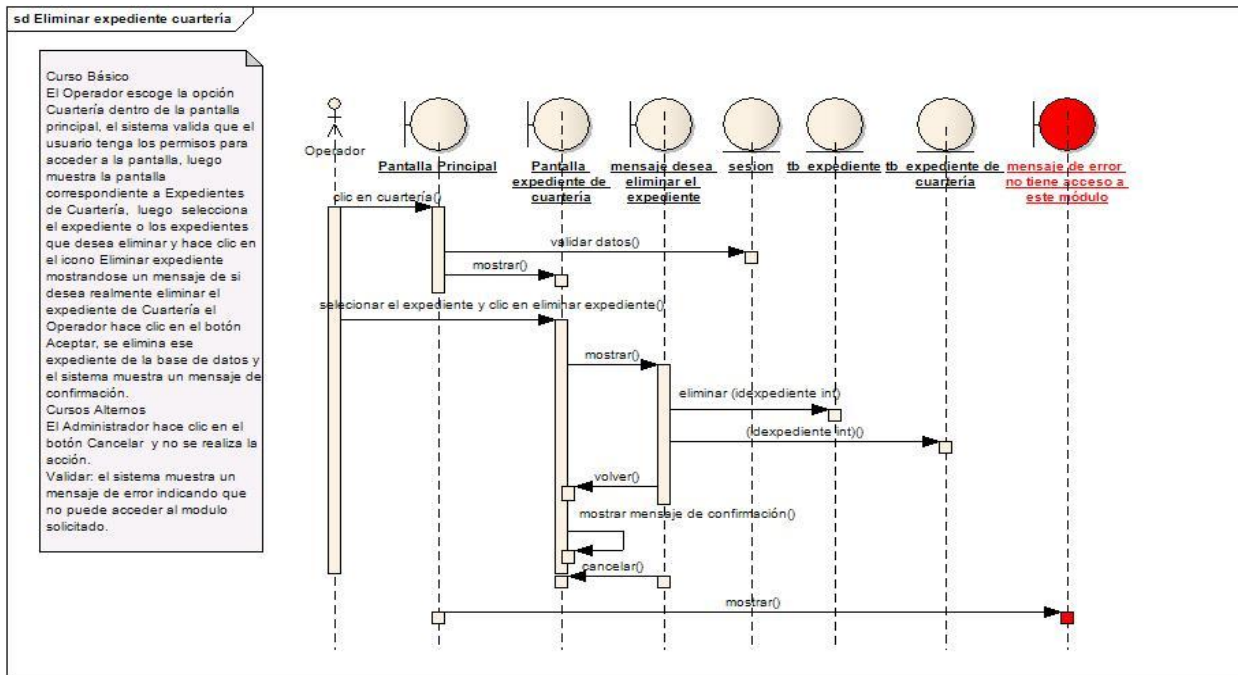 sd Eliminar expediente cuartería
Curso Básico
El Operador escoge la opción
Cuartería dentro de la pantalla
principal, el sistema valida que el
usuario tenga los permisos para
acceder a la pantalla, luego
muestra la pantalla
correspondiente a Expedientes
de Cuartería, luego selecciona
el expediente o los expedientes
que desea eliminar y hace clic en
el icono Eliminar expediente
mostrandose un mensaje de si
desea realmente eliminar el
expediente de Cuartería el
Operador hace clic en el botón
Aceptar, se elimina ese
expediente de la base de datos y
el sistema muestra un mensaje de
confirmación.
Cursos Alternos
El Administrador hace clic en el
botón Cancelar y no se realiza la
acción.
Validar: el sistema muestra un
mensaje de error indicando que
no puede acceder al modulo
solicitado.
Operador
Pantalla Principal
Pantalla
expediente de
cuartería
mensaje desea
eliminar el
expediente
sesion
tb_expediente
tb_expediente de
cuartería
mensaje de error
no tiene acceso a
este módulo
clic en cuartería()
validar datos()
mostrar()
selecionar el expediente y clic en eliminar expediente()
mostrar()
eliminar (idexpediente int)
(idexpediente int)()
volver()
mostrar mensaje de confirmación()
cancelar()
mostrar()